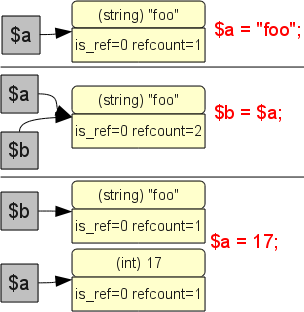 (string) "foo"
$a
is_ref=0 refcount=1
$a = "foo";
$a
(string) "foo"
is_ref=0 refcount=2
$b = $a;
$b
(string) "foo"
$b
is_ref=0 refcount=1
$a = 17;
(int) 17
$a
is_ref=0 refcount=1